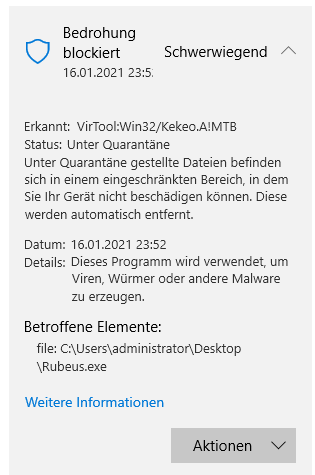 Bedrohung
blockiert
Schwerwiegend
16.01.2021 23:5
Erkannt: VirTool:Win32/Kekeo.A!MTB
Status: Unter Quarantäne
Unter Quarantäne gestellte Dateien befinden
sich in einem eingeschränkten Bereich, in dem
Sie Ihr Gerät nicht beschädigen können. Diese
werden automatisch entfernt.
Datum: 16.01.2021 23:52
Details: Dieses Programm wird verwendet, um
Viren, Würmer oder andere Malware
zu erzeugen.
Betroffene Elemente:
file: C:\Users\administrator\Desktop
\Rubeus.exe
Weitere Informationen
Aktionen